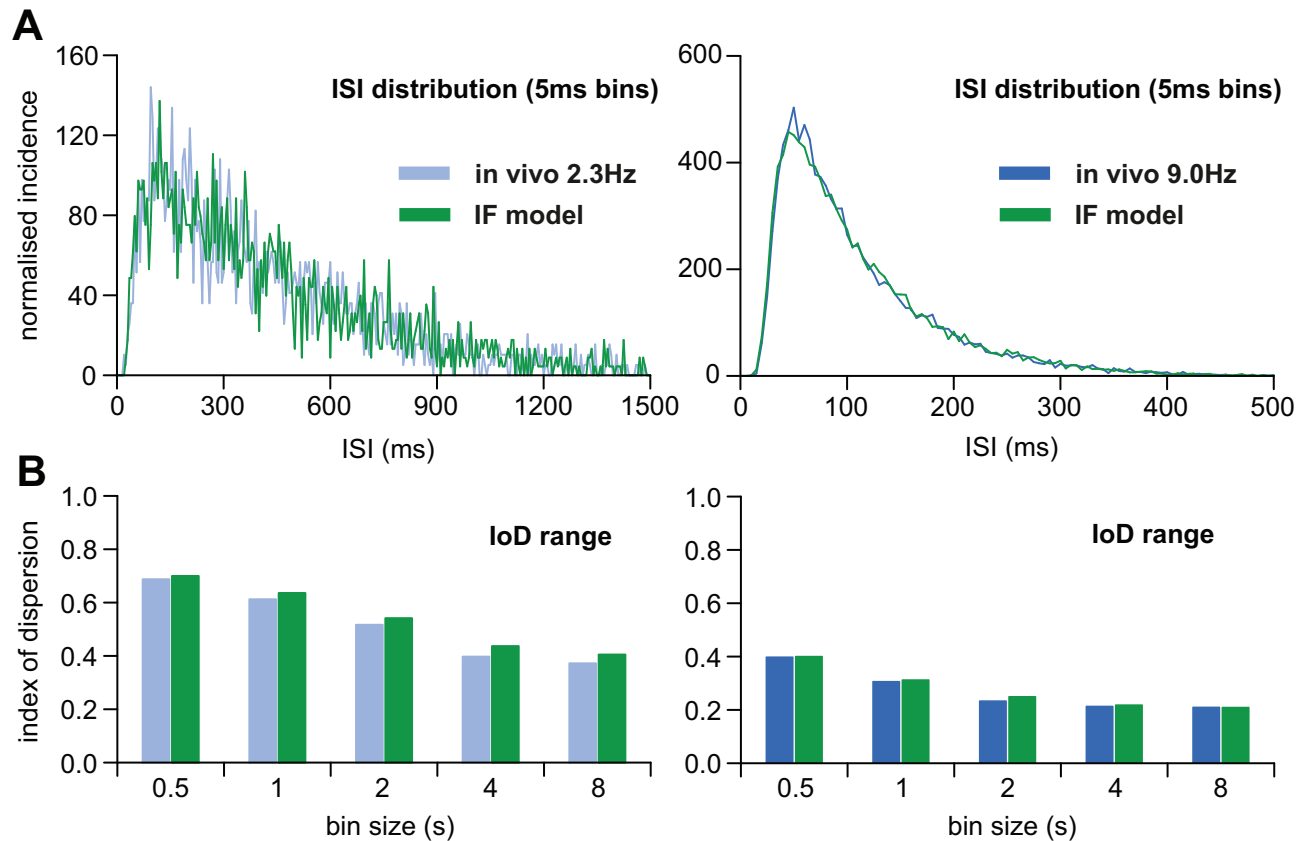 A
ISI distribution (5ms bins)
in vivo 2.3Hz
IF model
normalised incidence
160
120
80
40
0
0 300 600 900 1200 1500
ISI (ms)
ISI distribution (5ms bins)
in vivo 9.0Hz
IF model
600
400
200
0
0 100 200 300 400 500
ISI (ms)
B
IoD range
index of dispersion
1.0
0.8
0.6
0.4
0.2
0.0
0.5 1 2 4 8
bin size (s)
IoD range
1.0
0.8
0.6
0.4
0.2
0.0
0.5 1 2 4 8
bin size (s)